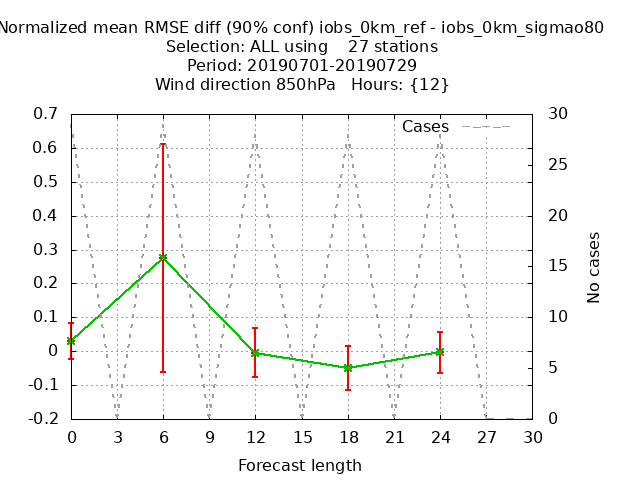 Normalized mean RMSE diff (90% conf) iobs_0km_ref - iobs_0km_sigmao80
Selection: ALL using    27 stations
Period: 20190701-20190729
Wind direction 850hPa   Hours: {12}
Cases
0.7
0.6
0.5
0.4
0.3
0.2
0.1
0
-0.1
-0.2
30
25
20
15
10
5
0
No cases
0 3 6 9 12 15 18 21 24 27 30
Forecast length